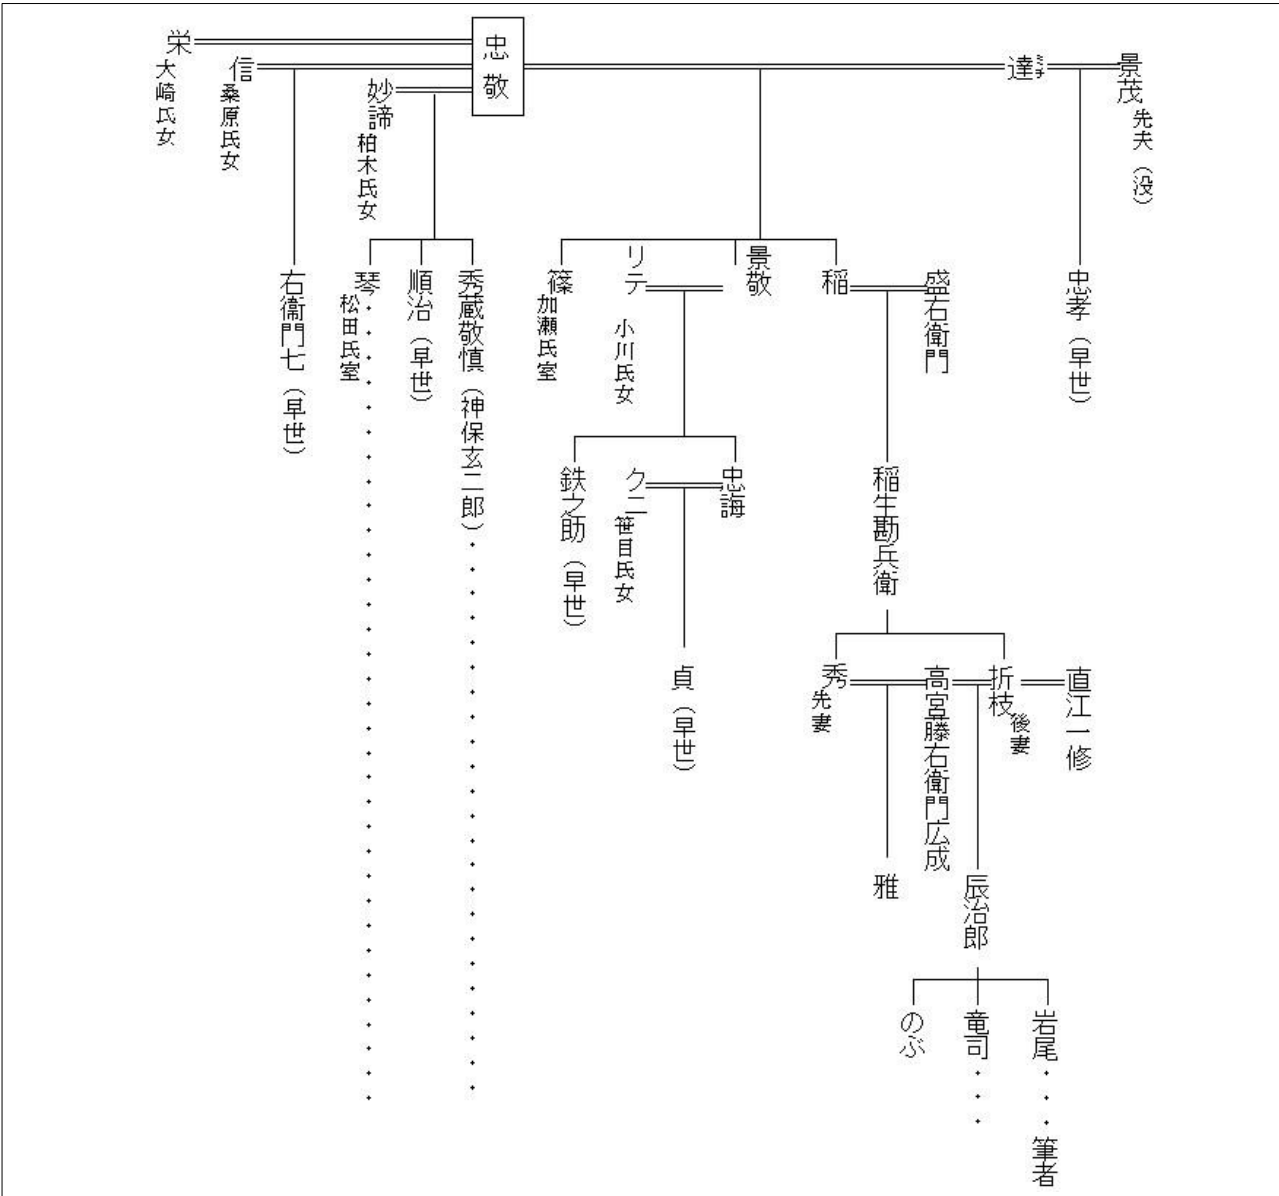 景茂
先夫(没)
達
忠敬
栄
大崎氏女
信
桑原氏女
妙諦
柏木氏女
忠孝(早世)
盛右衛門
稲
景敬
リテ
小川氏女
篠
加瀬氏室
秀蔵敬慎(神保玄二郎)
順治(早世)
琴
松田氏室
右衛門七(早世)
稲生勘兵衛
忠誨
クニ
笹目氏女
鉄之助(早世)
直江一修
折枝
後妻
高宮藤右衛門広成
秀
先妻
貞(早世)
辰治郎
雅
岩尾・・・筆者
竜司・・・
のぶ